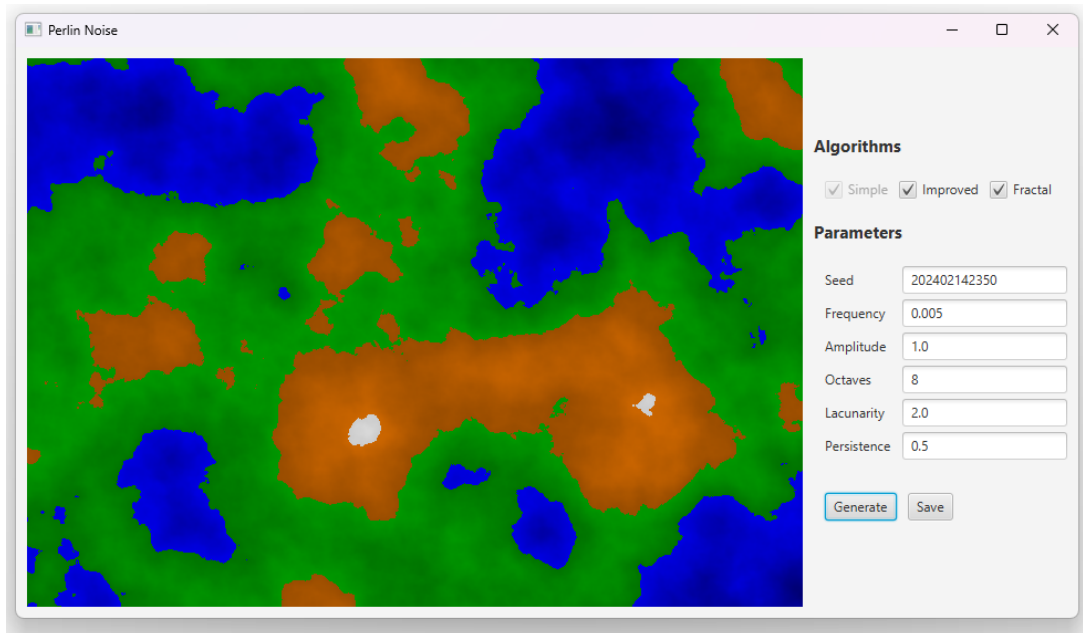 Perlin Noise
Algorithms
Simple Improved Fractal
Parameters
Seed 202402142350
Frequency 0.005
Amplitude 1.0
Octaves 8
Lacunarity 2.0
Persistence 0.5
Generate Save